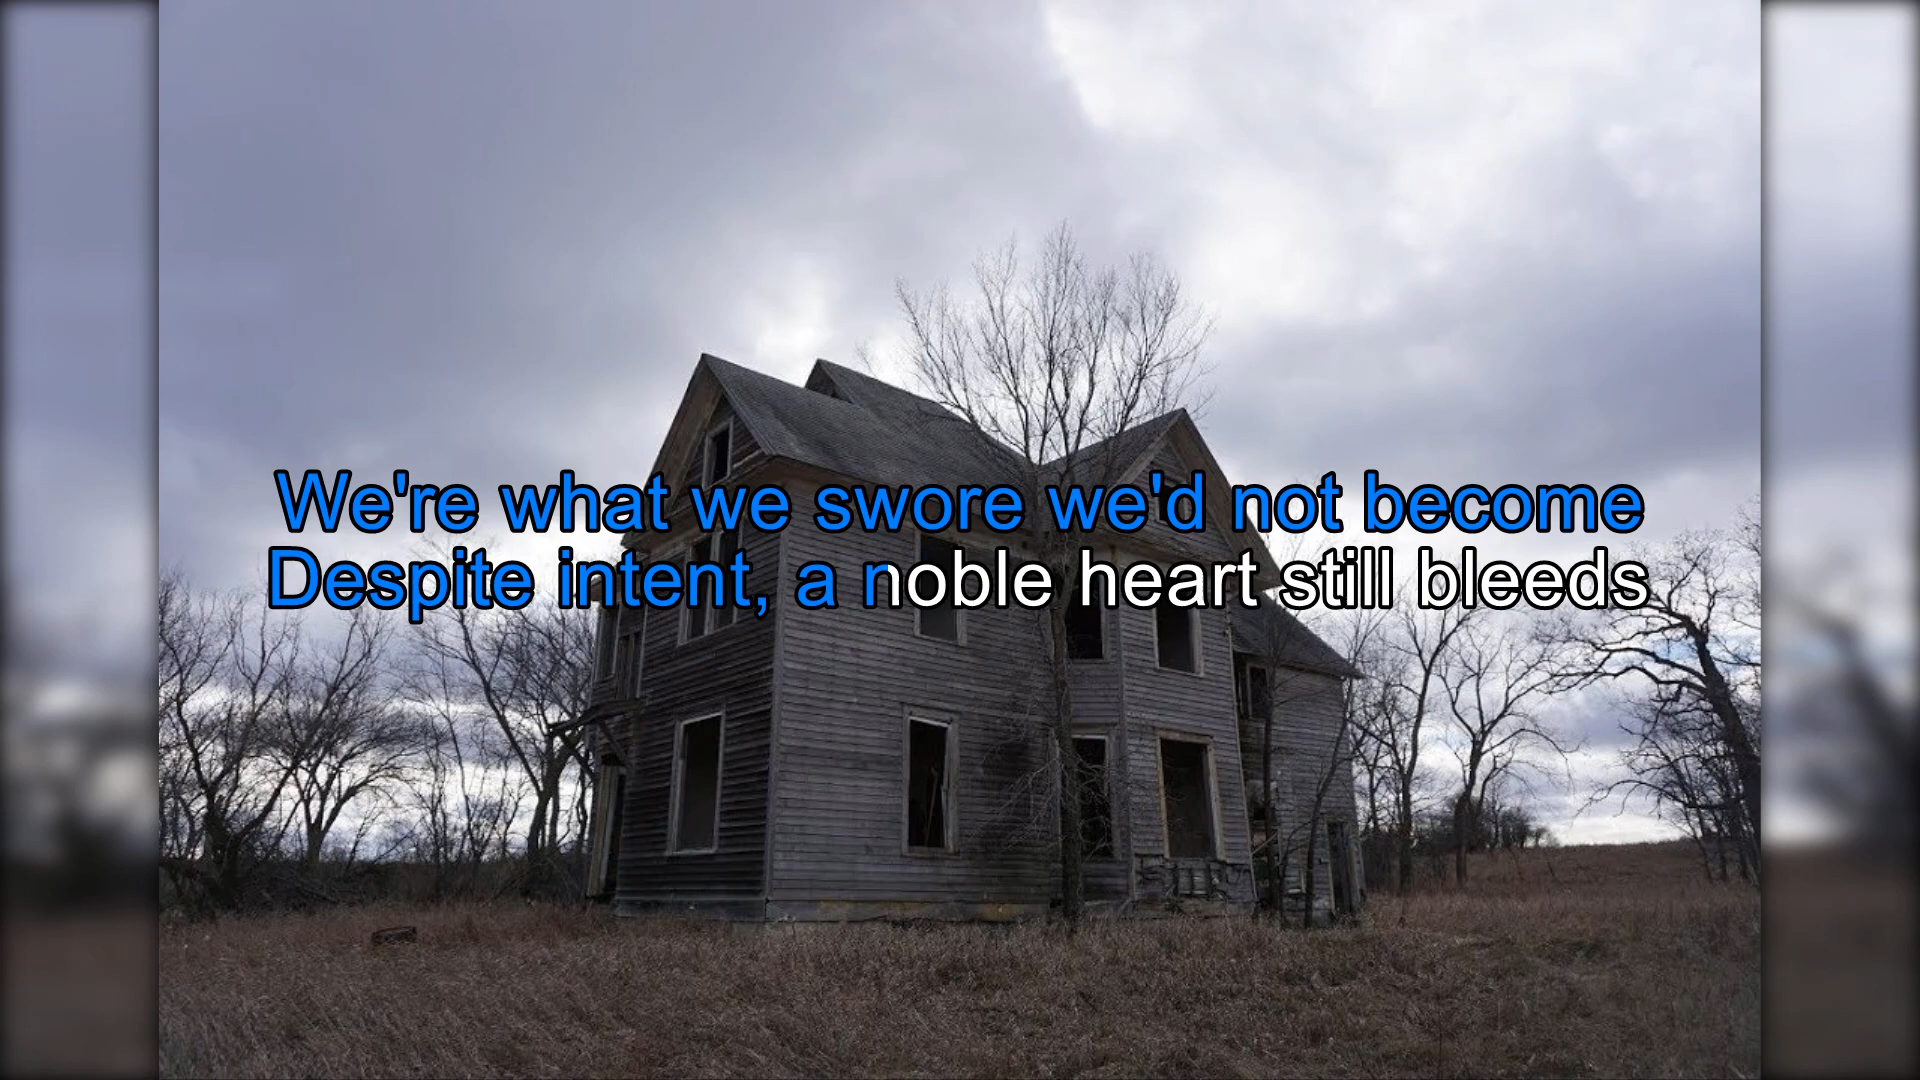 We're what we swore we'd not become
Despite intent, a noble heart still bleeds